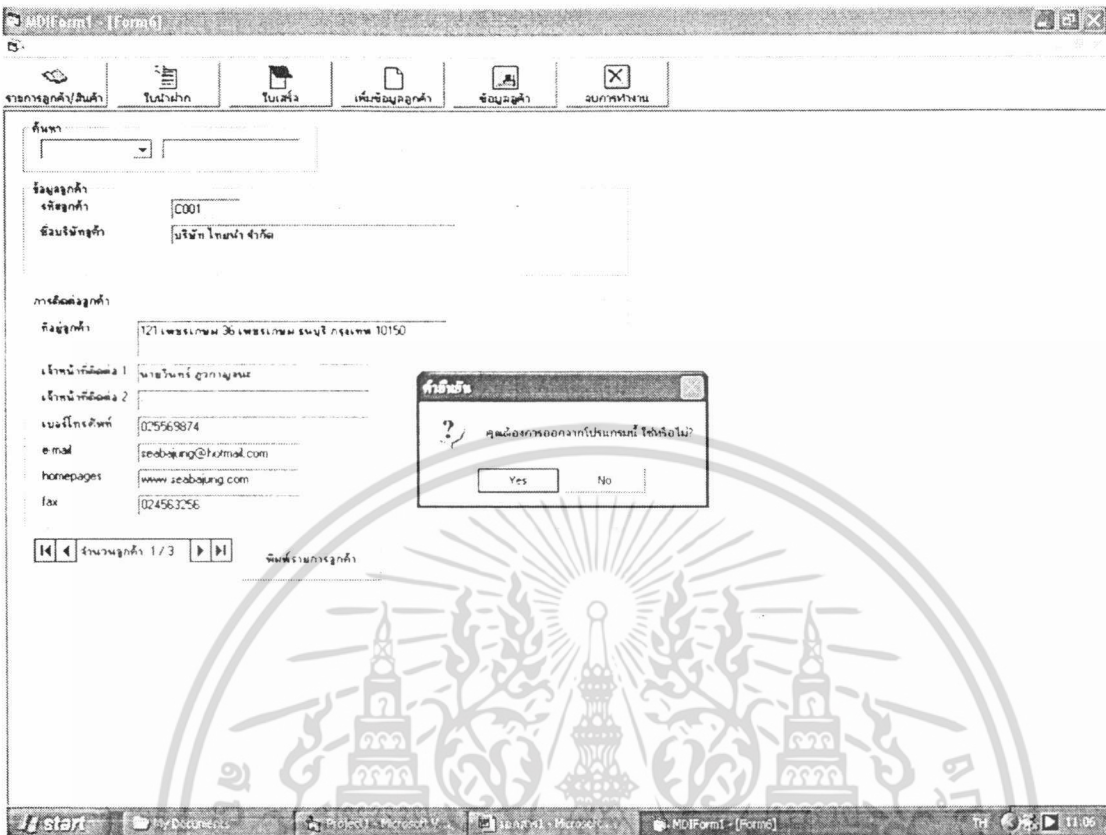 MDIForm1 - [Form6]
รายการลูกค้า/สินค้า
ใบนำฝาก
ใบเสร็จ
เพิ่มข้อมูลลูกค้า
ข้อมูลลูค้า
จบการทำงาน
ค้นหา
ข้อมูลลูกค้า
รหัสลูกค้า
C001
ชื่อบริษัทลูค้า
บริษัท ไทยนำ จำกัด
การติดต่อลูกค้า
ที่อยู่ลูกค้า
121 เพชรเกษม 36 เพชรเกษม ธนบุรี กรุงเทพ 10150
เจ้าหน้าที่ติดต่อ 1
เจ้าหน้าที่ติดต่อ 2
เบอร์โทรศัพท์
025569874
e-mail
seabajung@hotmail.com
homepages
www.seabajung.com
fax
024563256
จำนวนลูกค้า 1 / 3
พิมพ์รายการลูกค้า
คำยืนยัน
คุณต้องการออกจากโปรแกรมนี้ ใช่หรือไม่?
Yes
No
start
My Documents
Project1 - Microsoft V...
MDIForm1 - [Form6]
TH
11:06